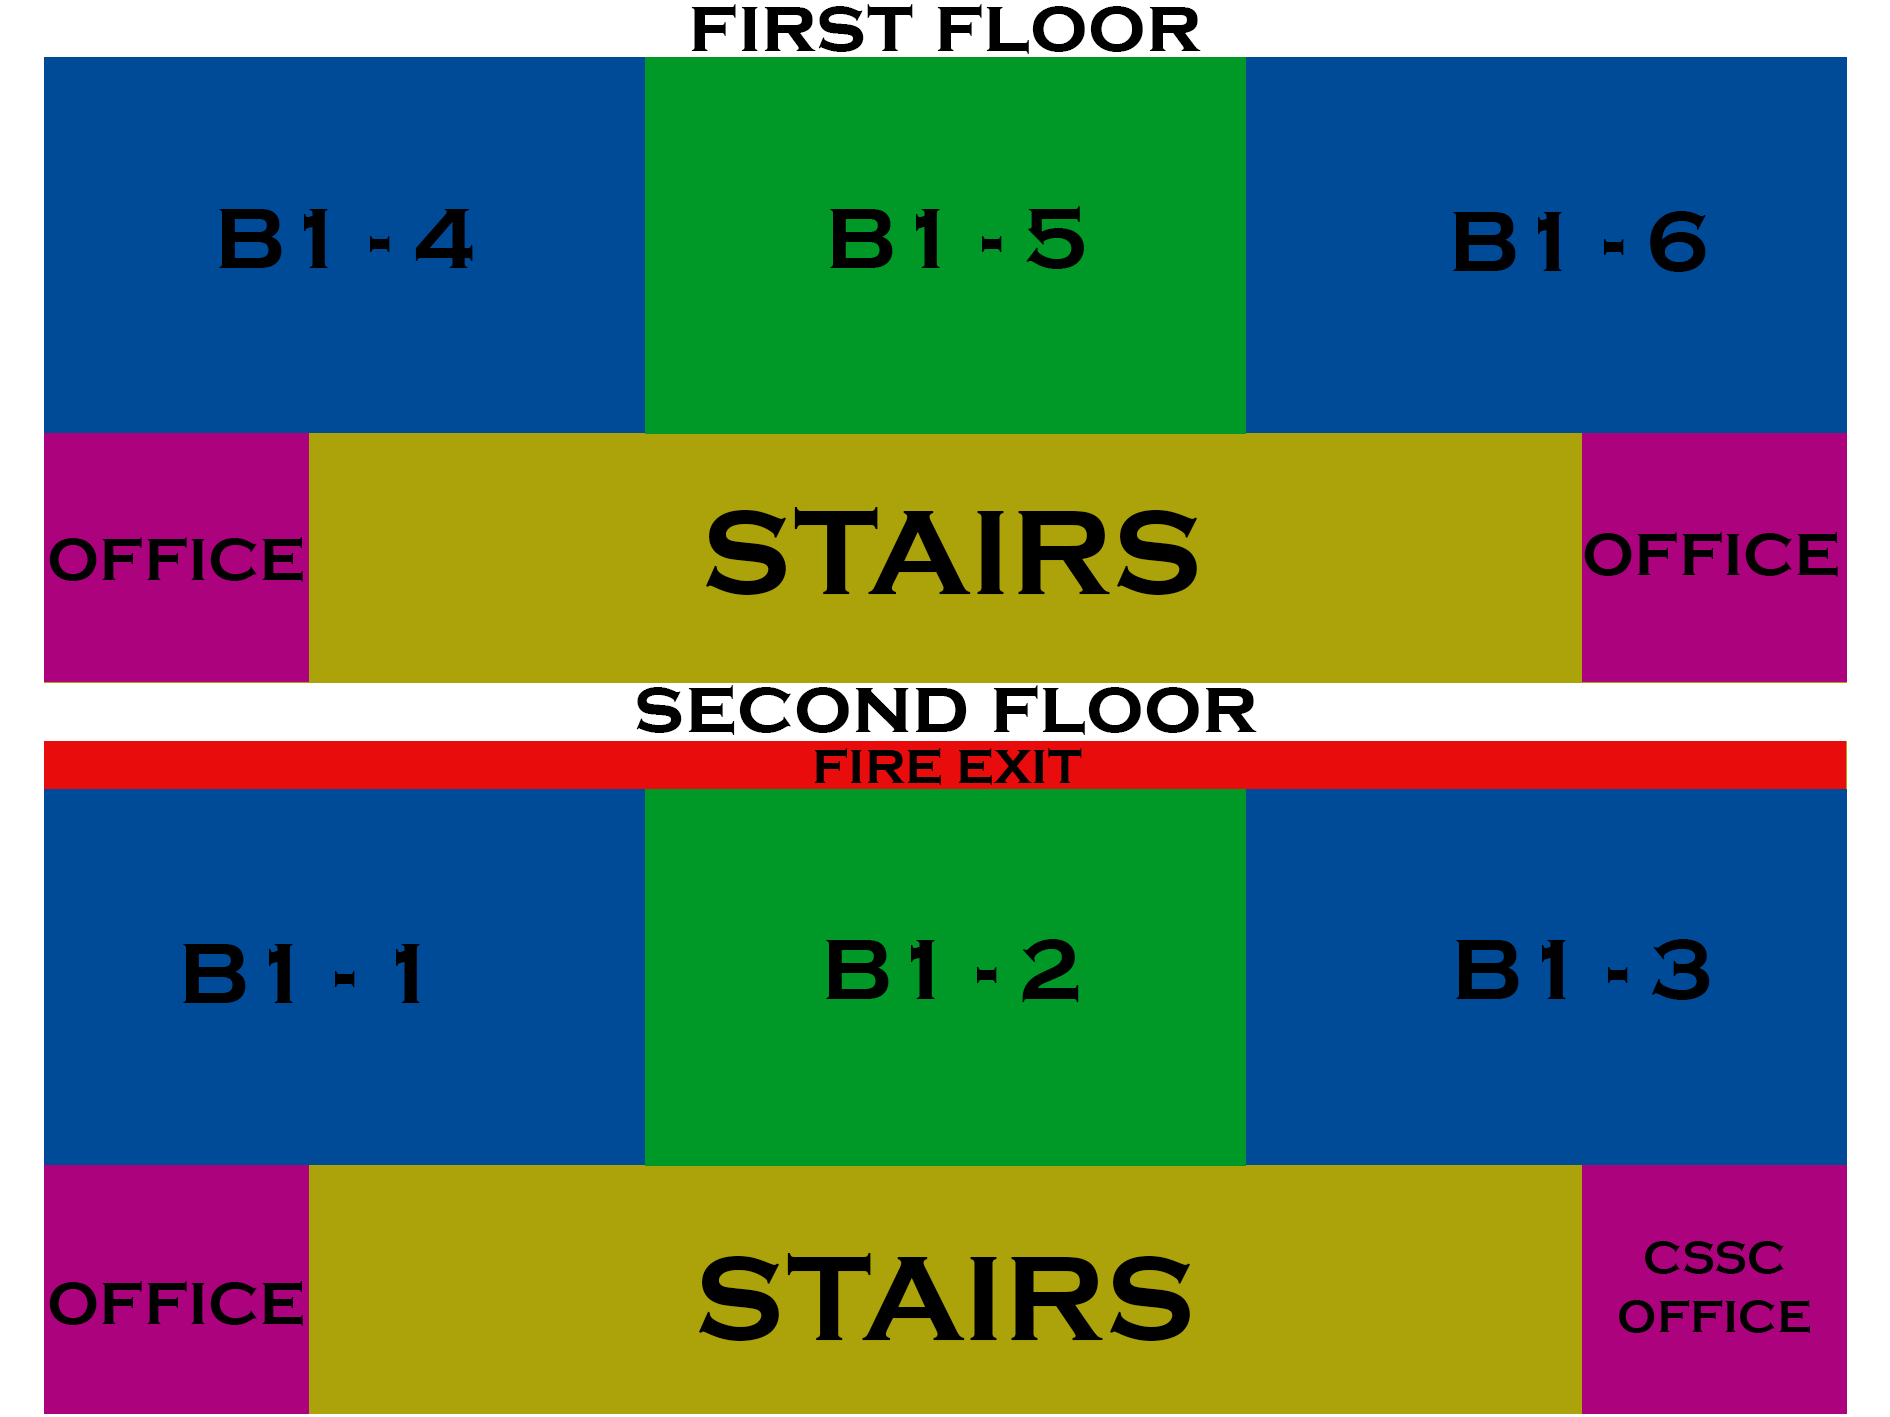 FIRST FLOOR
B1 - 4
B1 - 5
B1 - 6
OFFICE
STAIRS
OFFICE
SECOND FLOOR
FIRE EXIT
B1 - 1
B1 - 2
B1 - 3
OFFICE
STAIRS
CSSC
OFFICE